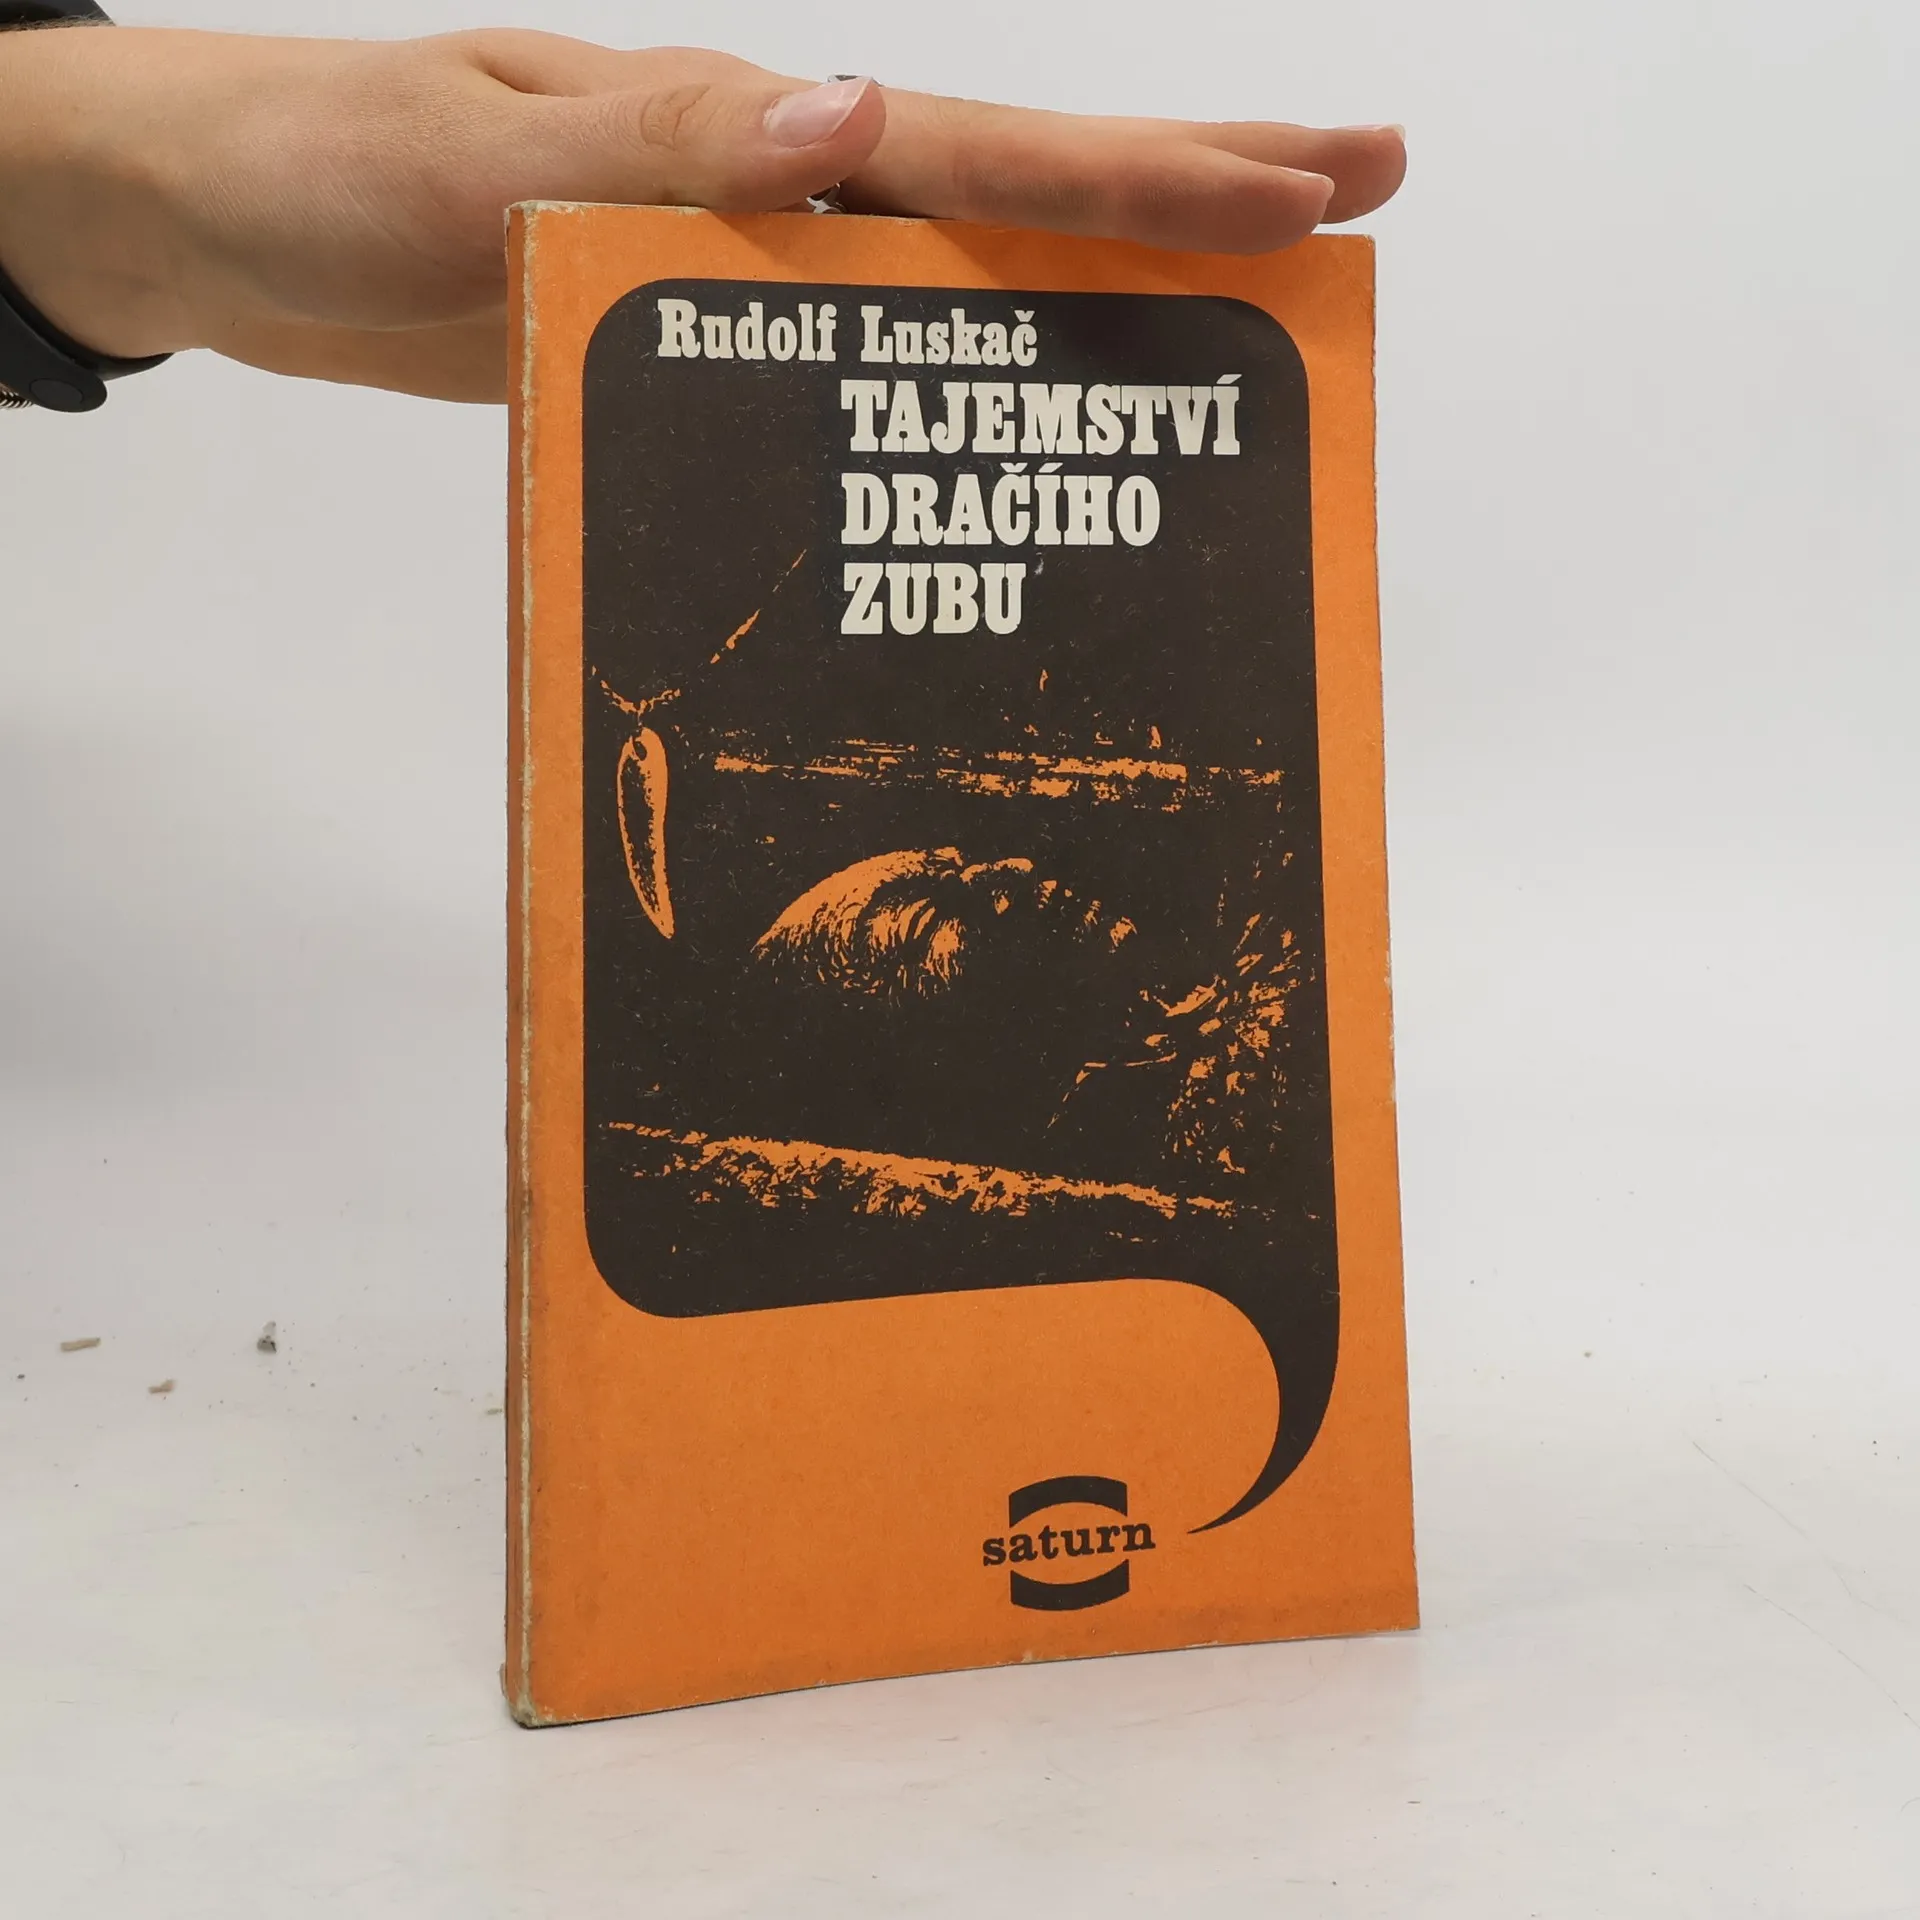 Rudolf Luskač
TAJEMSTVÍ
DRAČÍHO
ZUBU
saturn